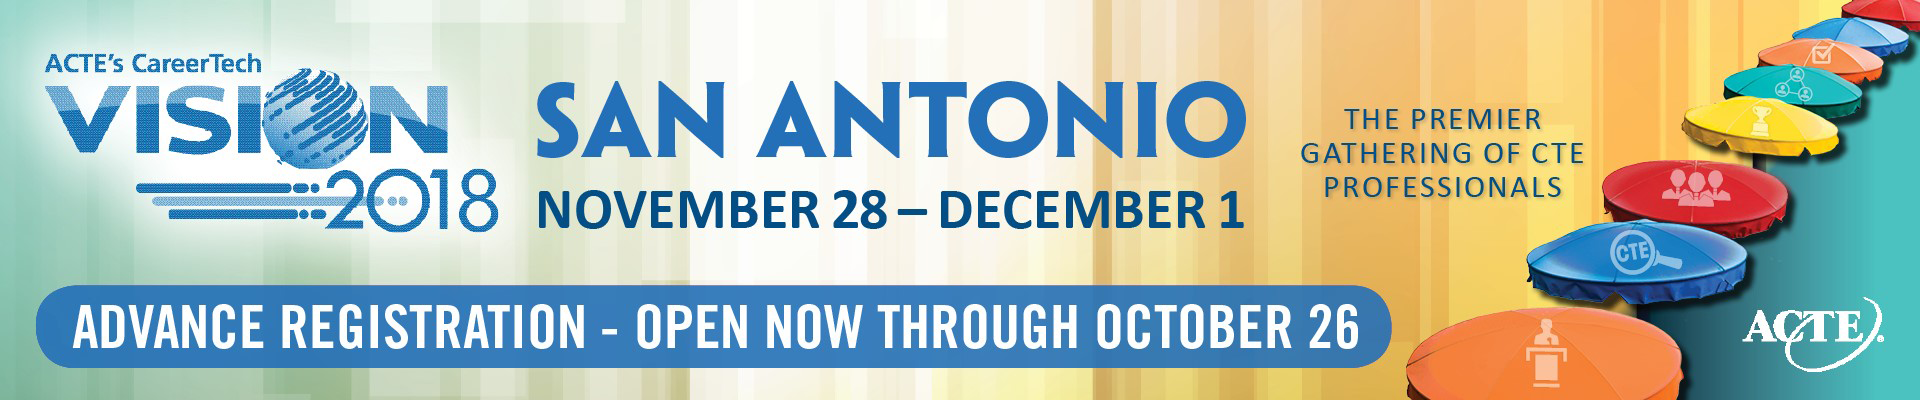 ACTE's CareerTech
VISION
2018
SAN ANTONIO
NOVEMBER 28 – DECEMBER 1
THE PREMIER
GATHERING OF CTE
PROFESSIONALS
CTE
ADVANCE REGISTRATION - OPEN NOW THROUGH OCTOBER 26
ACTE®